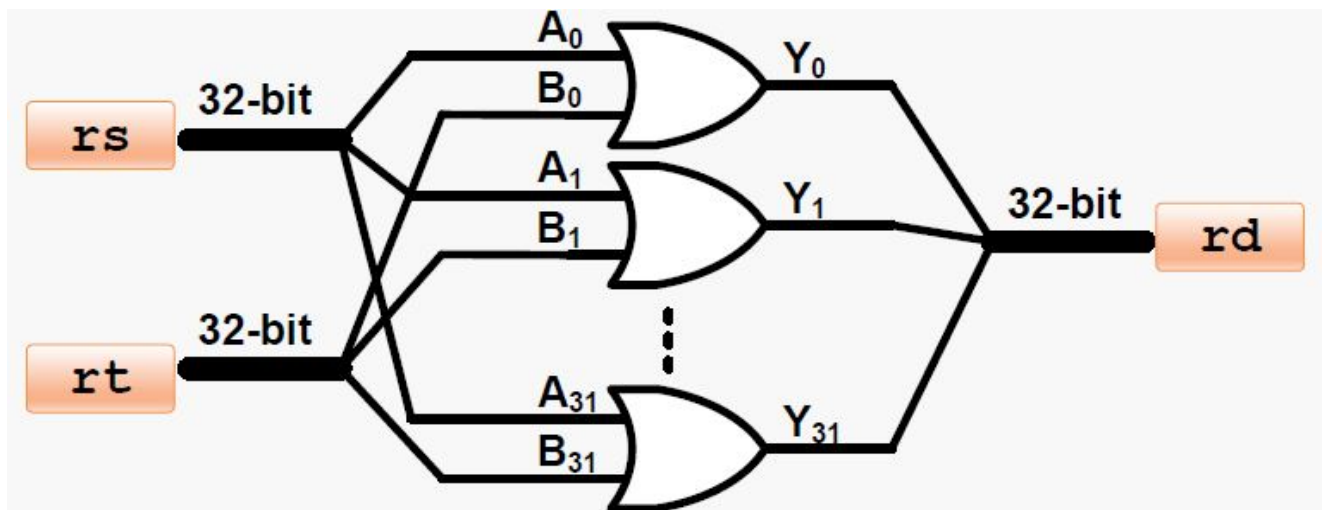 A₀
32-bit
B₀
Y₀
rs
A₁
B₁
Y₁
32-bit
rd
32-bit
rt
A₃₁
B₃₁
Y₃₁